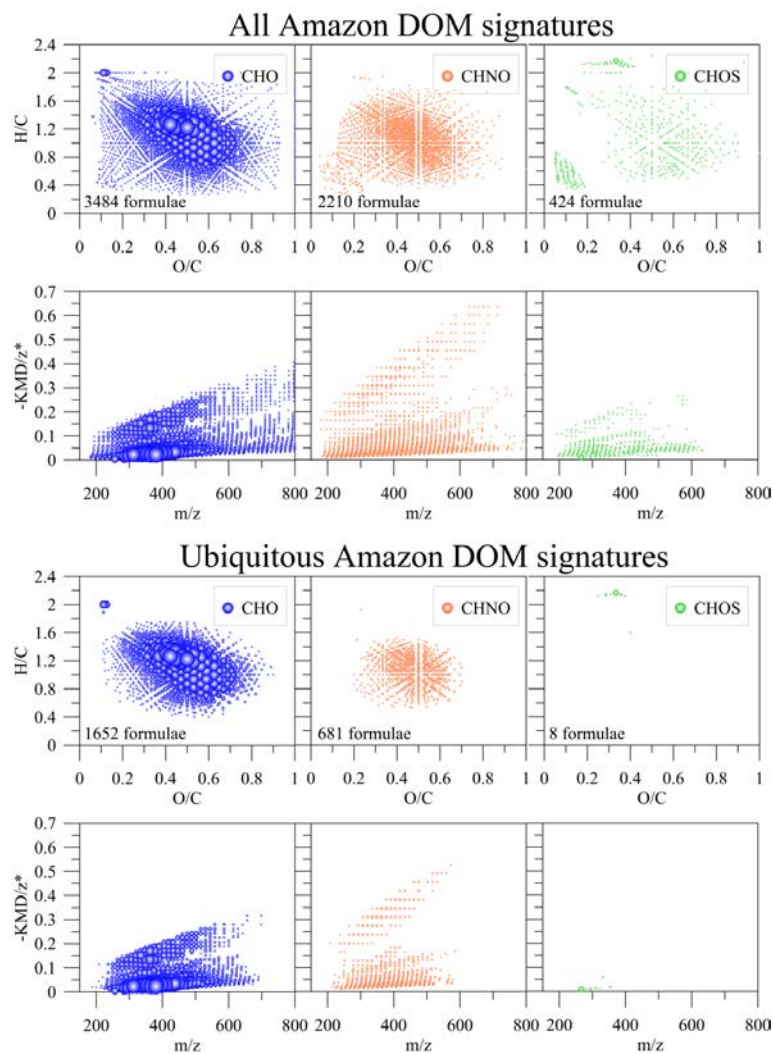 All Amazon DOM signatures
2.4
2
1.6
1.2
0.8
0.4
0
H/C
CHO
CHNO
CHOS
3484 formulae
2210 formulae
424 formulae
0 0.2 0.4 0.6 0.8 1 0 0.2 0.4 0.6 0.8 1 0 0.2 0.4 0.6 0.8 1
O/C O/C O/C
0.7
0.6
0.5
0.4
0.3
0.2
0.1
0
-KMD/z*
200 400 600 800 200 400 600 800 200 400 600 800
m/z m/z m/z
Ubiquitous Amazon DOM signatures
2.4
2
1.6
1.2
0.8
0.4
0
H/C
CHO
CHNO
CHOS
1652 formulae
681 formulae
8 formulae
0 0.2 0.4 0.6 0.8 1 0 0.2 0.4 0.6 0.8 1 0 0.2 0.4 0.6 0.8 1
O/C O/C O/C
0.7
0.6
0.5
0.4
0.3
0.2
0.1
0
-KMD/z*
200 400 600 800 200 400 600 800 200 400 600 800
m/z m/z m/z